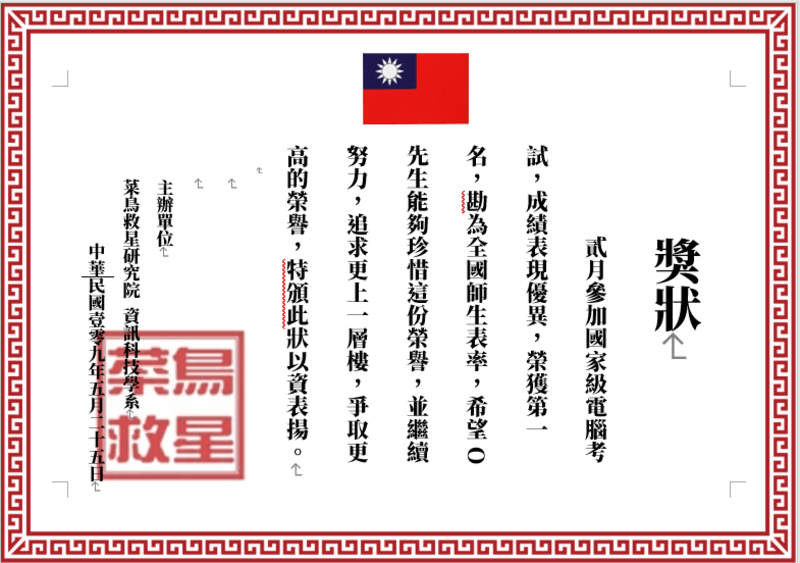 獎狀
貳月參加國家級電腦考
試，成績表現優異，榮獲第一
名，勘為全國師生表率，希望 O
先生能夠珍惜這份榮譽，並繼續
努力，追求更上一層樓，爭取更
高的榮譽，特頒此狀以資表揚。
主辦單位
菜鳥救星研究院 資訊科技學系
中華民國壹零九年五月二十五日
菜鳥
救星